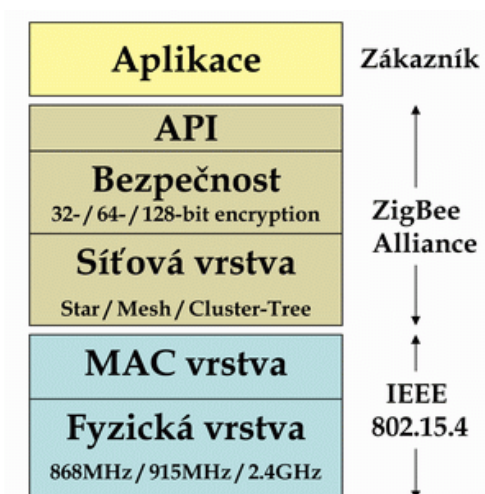 Aplikace
Zákazník
API
Bezpečnost
32- / 64- / 128-bit encryption
Síťová vrstva
Star / Mesh / Cluster-Tree
ZigBee
Alliance
MAC vrstva
Fyzická vrstva
868MHz / 915MHz / 2.4GHz
IEEE
802.15.4